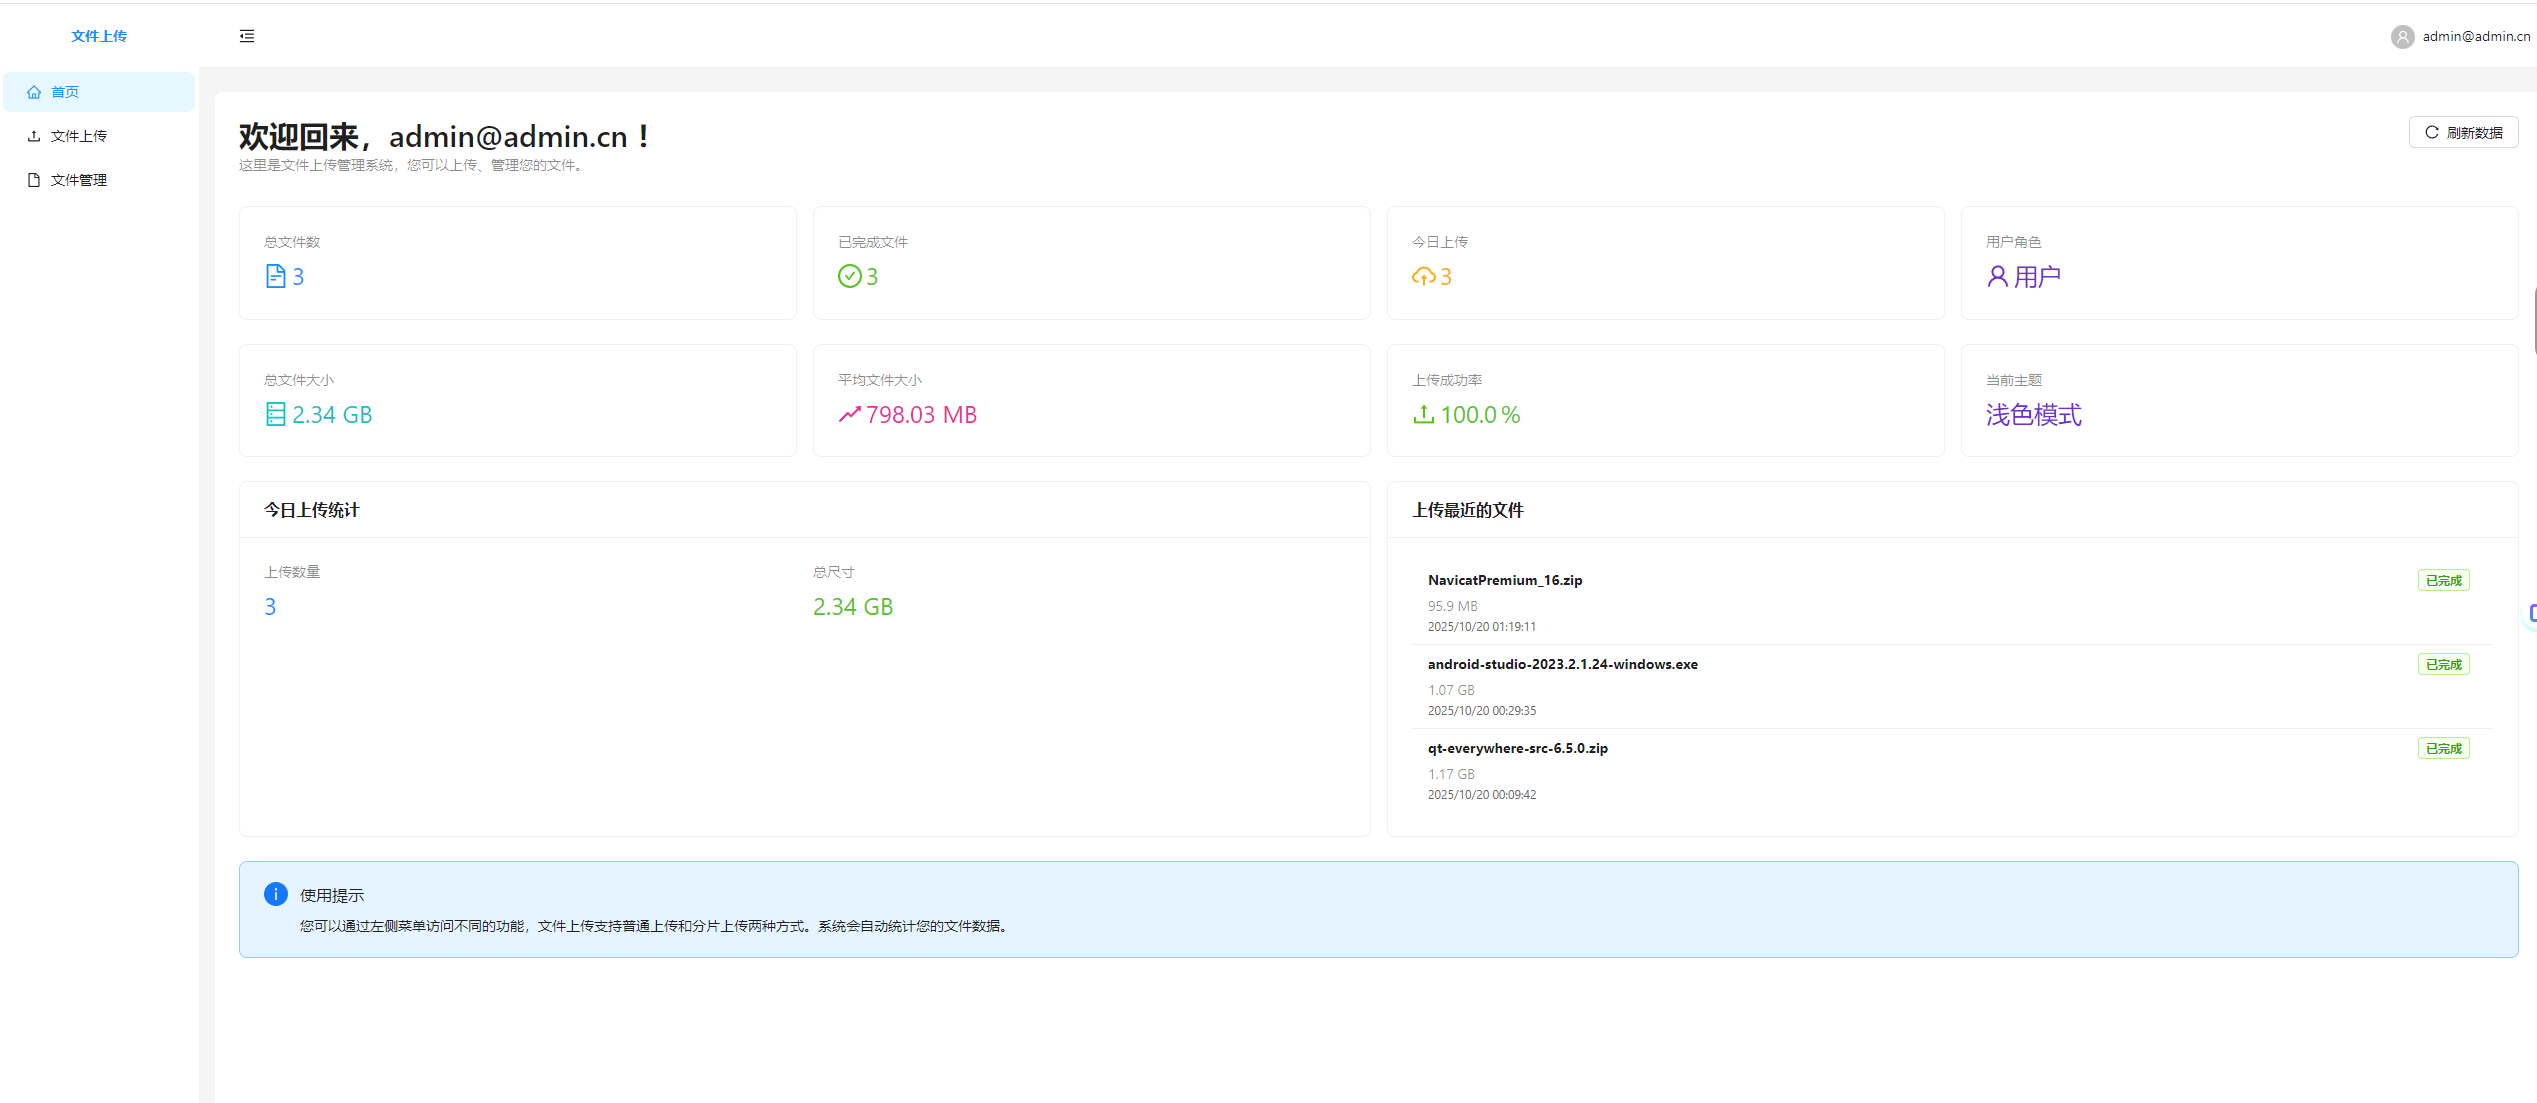 文件上传
admin@admin.cn
首页
文件上传
文件管理
欢迎回来，admin@admin.cn！
这里是文件上传管理系统，您可以上传、管理您的文件。
刷新数据
总文件数
3
已完成文件
3
今日上传
3
用户角色
用户
总文件大小
2.34 GB
平均文件大小
798.03 MB
上传成功率
100.0 %
当前主题
浅色模式
今日上传统计
上传数量
3
总尺寸
2.34 GB
上传最近的文件
NavicatPremium_16.zip
已完成
95.9 MB
2025/10/20 01:19:11
android-studio-2023.2.1.24-windows.exe
已完成
1.07 GB
2025/10/20 00:29:35
qt-everywhere-src-6.5.0.zip
已完成
1.17 GB
2025/10/20 00:09:42
使用提示
您可以通过左侧菜单访问不同的功能，文件上传支持普通上传和分片上传两种方式。系统会自动统计您的文件数据。